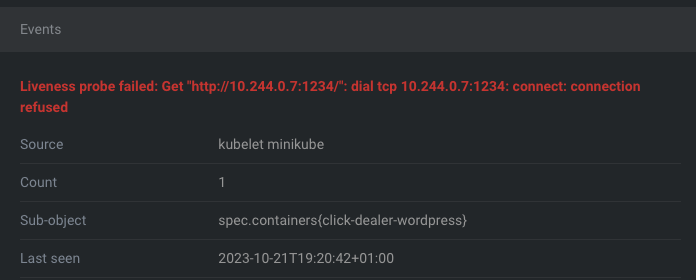 Events
Liveness probe failed: Get "http://10.244.0.7:1234/": dial tcp 10.244.0.7:1234: connect: connection
refused
Source kubelet minikube
Count 1
Sub-object spec.containers{click-dealer-wordpress}
Last seen 2023-10-21T19:20:42+01:00